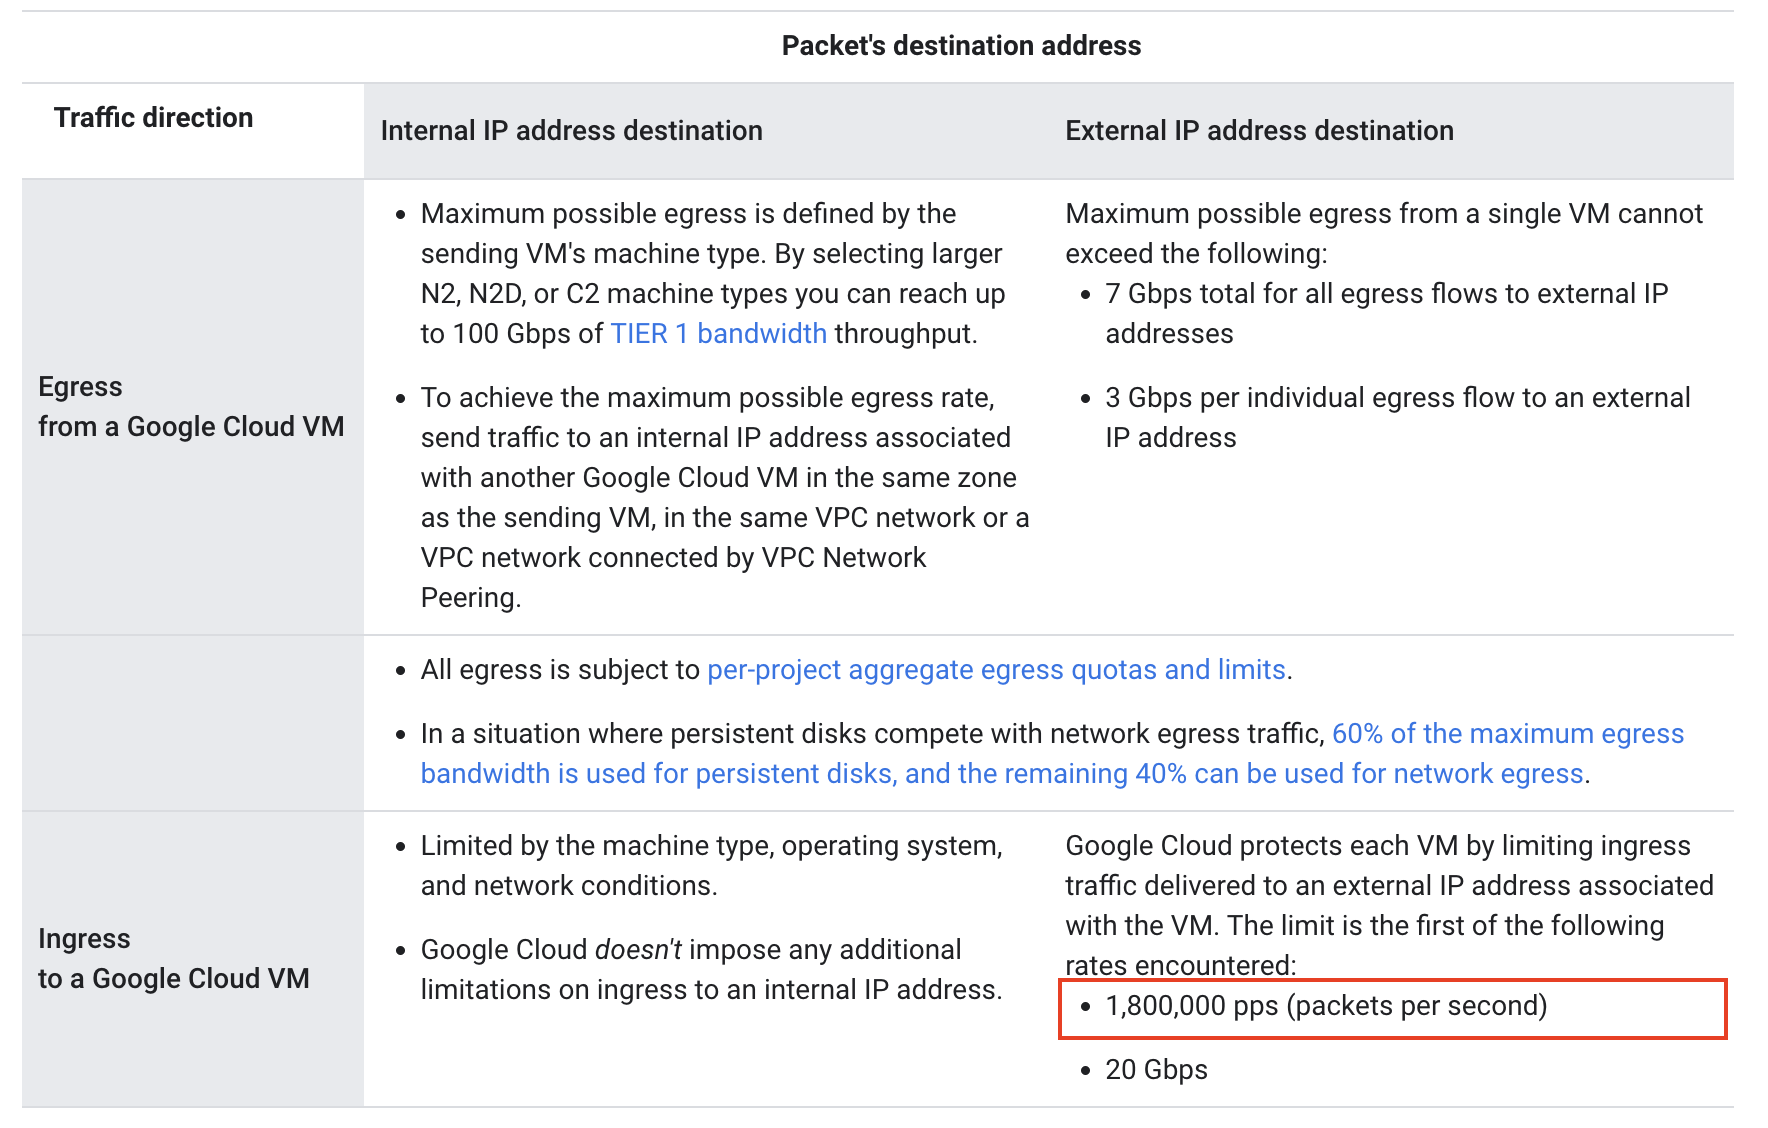 Packet's destination address
Traffic direction
Internal IP address destination
External IP address destination
Egress
from a Google Cloud VM
• Maximum possible egress is defined by the
sending VM's machine type. By selecting larger
N2, N2D, or C2 machine types you can reach up
to 100 Gbps of TIER 1 bandwidth throughput.
• To achieve the maximum possible egress rate,
send traffic to an internal IP address associated
with another Google Cloud VM in the same zone
as the sending VM, in the same VPC network or a
VPC network connected by VPC Network
Peering.
Maximum possible egress from a single VM cannot
exceed the following:
• 7 Gbps total for all egress flows to external IP
addresses
• 3 Gbps per individual egress flow to an external
IP address
• All egress is subject to per-project aggregate egress quotas and limits.
• In a situation where persistent disks compete with network egress traffic, 60% of the maximum egress
bandwidth is used for persistent disks, and the remaining 40% can be used for network egress.
Ingress
to a Google Cloud VM
• Limited by the machine type, operating system,
and network conditions.
• Google Cloud doesn't impose any additional
limitations on ingress to an internal IP address.
Google Cloud protects each VM by limiting ingress
traffic delivered to an external IP address associated
with the VM. The limit is the first of the following
rates encountered:
• 1,800,000 pps (packets per second)
• 20 Gbps